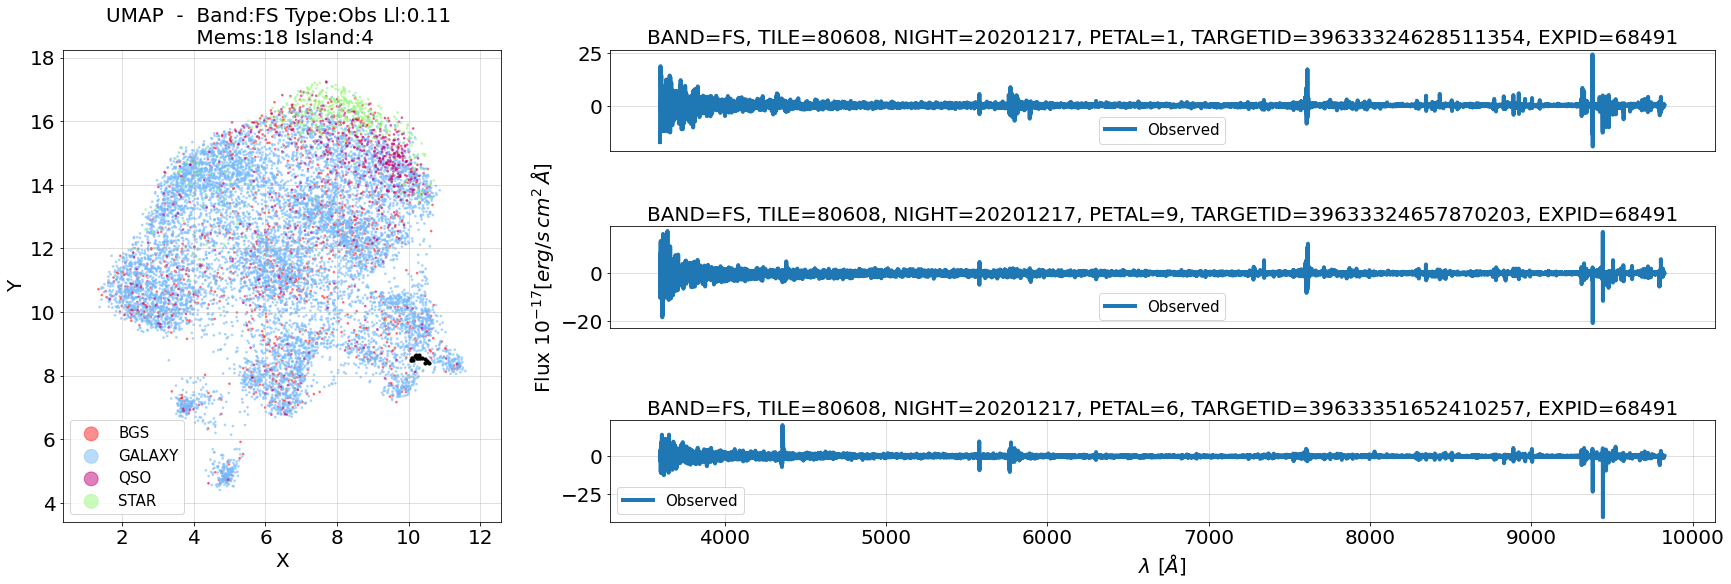 UMAP - Band:FS Type:Obs Ll:0.11
Mems:18 Island:4
18
16
14
12
10
8
6
4
Y
BGS
GALAXY
QSO
STAR
2
4
6
8
10
12
X
Flux 10⁻¹⁷[erg/s cm² Å]
BAND=FS, TILE=80608, NIGHT=20201217, PETAL=1, TARGETID=39633324628511354, EXPID=68491
25
0
Observed
BAND=FS, TILE=80608, NIGHT=20201217, PETAL=9, TARGETID=39633324657870203, EXPID=68491
0
−20
Observed
BAND=FS, TILE=80608, NIGHT=20201217, PETAL=6, TARGETID=39633351652410257, EXPID=68491
0
−25
Observed
4000
5000
6000
7000
8000
9000
10000
λ [Å]